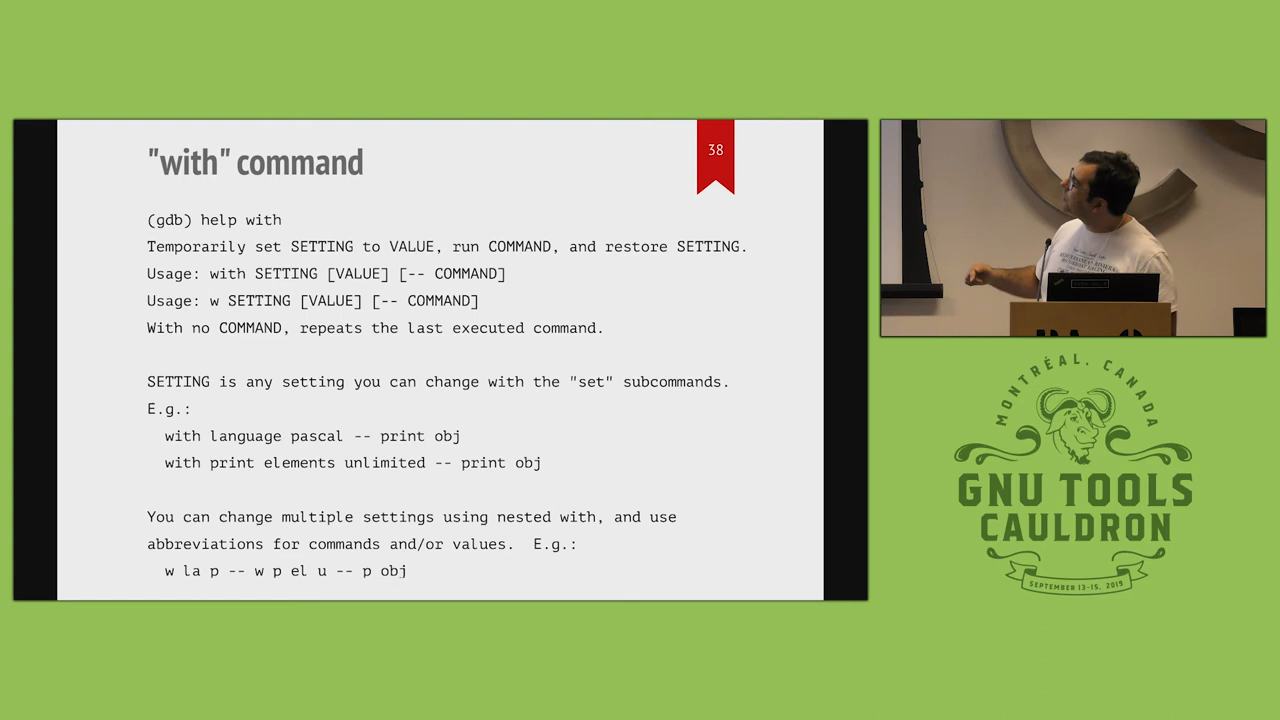 "with" command
38
(gdb) help with
Temporarily set SETTING to VALUE, run COMMAND, and restore SETTING.
Usage: with SETTING [VALUE] [-- COMMAND]
Usage: w SETTING [VALUE] [-- COMMAND]
With no COMMAND, repeats the last executed command.
SETTING is any setting you can change with the "set" subcommands.
E.g.:
with language pascal -- print obj
with print elements unlimited -- print obj
You can change multiple settings using nested with, and use
abbreviations for commands and/or values.  E.g.:
w la p -- w p el u -- p obj
MONTRÉAL, CANADA
GNU TOOLS
CAULDRON
SEPTEMBER 13-15, 2019